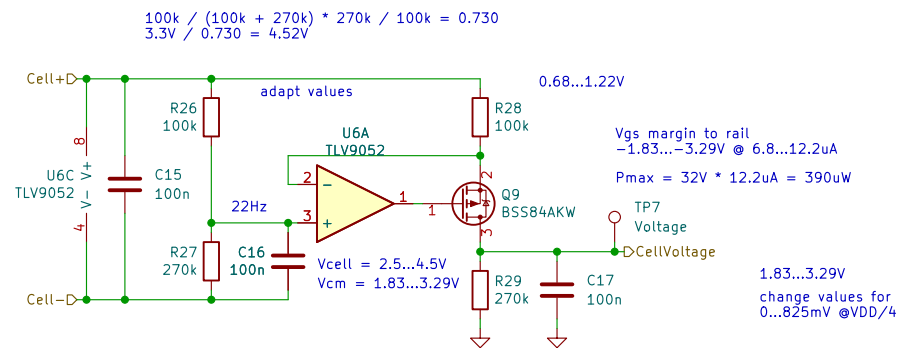 100k / (100k + 270k) * 270k / 100k = 0.730
3.3V / 0.730 = 4.52V
Cell+
adapt values
0.68...1.22V
R26
100k
R28
100k
U6A
TLV9052
Vgs margin to rail
-1.83...-3.29V @ 6.8...12.2uA
Pmax = 32V * 12.2uA = 390uW
8
V+
U6C
TLV9052
V-
4
C15
100n
2
-
1
3
+
1
2
Q9
BSS84AKW
3
22Hz
TP7
Voltage
R27
270k
C16
100n
Vcell = 2.5...4.5V
Vcm = 1.83...3.29V
CellVoltage
R29
270k
C17
100n
Cell-
1.83...3.29V
change values for
0...825mV @VDD/4